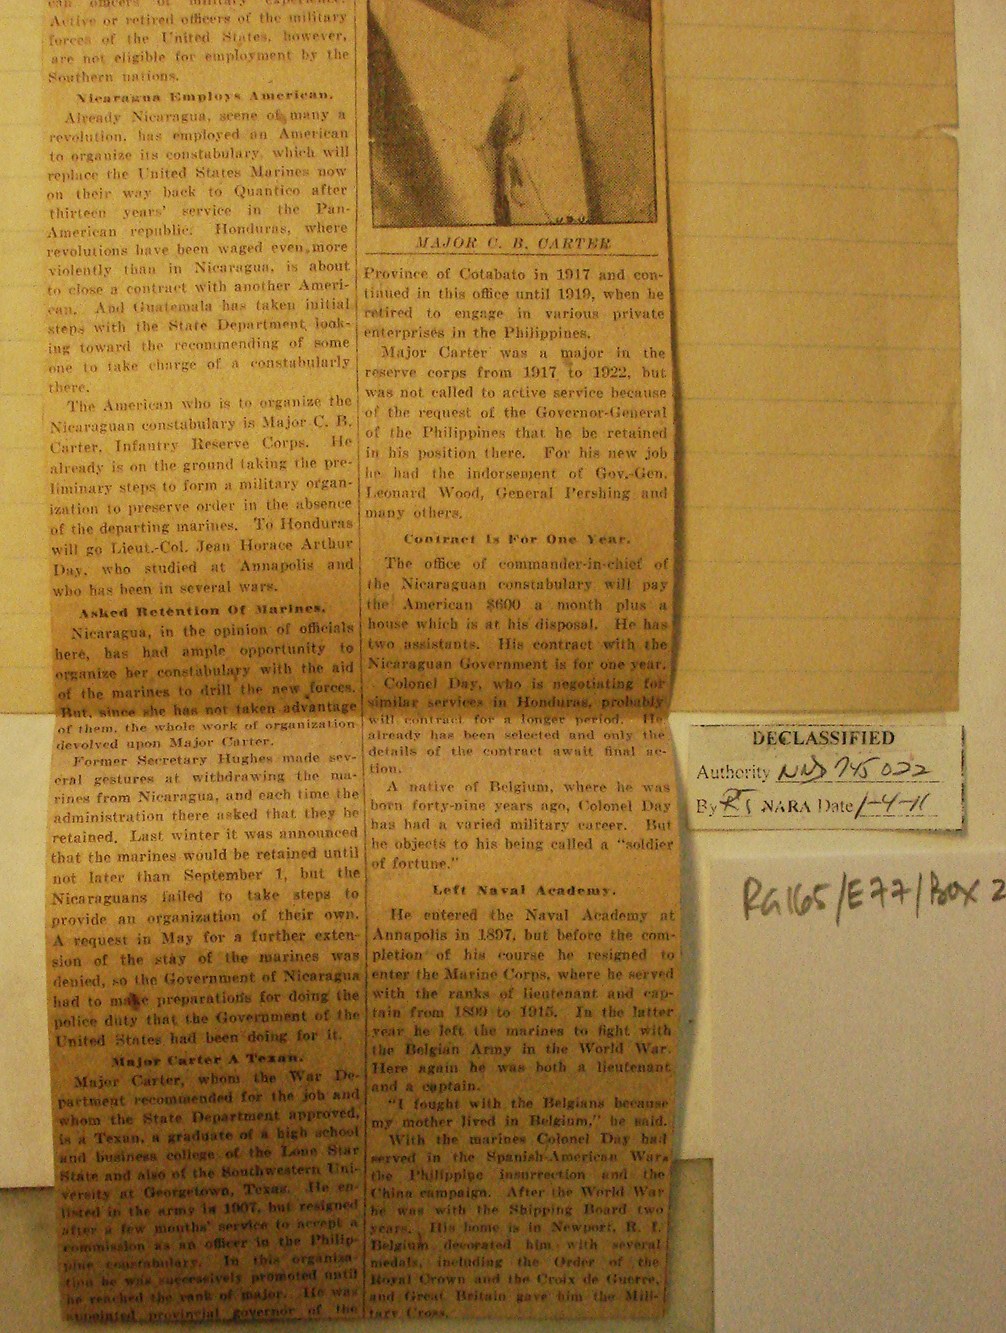 can officers of military experience.
Active or retired officers of the military
forces of the United States, however,
are not eligible for employment by the
Southern nations.
Nicaragua Employs American.
Already Nicaragua, scene of many a
revolution, has employed an American
to organize its constabulary, which will
replace the United States Marines now
on their way back to Quantico after
thirteen years' service in the Pan-
American republic. Honduras, where
revolutions have been waged even more
violently than in Nicaragua, is about
to close a contract with another Ameri-
can. And Guatemala has taken initial
steps with the State Department, look-
ing toward the recommending of some
one to take charge of a constabularly
there.
The American who is to organize the
Nicaraguan constabulary is Major C. B.
Carter, Infantry Reserve Corps. He
already is on the ground taking the pre-
liminary steps to form a military organ-
ization to preserve order in the absence
of the departing marines. To Honduras
will go Lieut.-Col. Jean Horace Arthur
Day, who studied at Annapolis and
who has been in several wars.
Asked Retention Of Marines.
Nicaragua, in the opinion of officials
here, has had ample opportunity to
organize her constabulary with the aid
of the marines to drill the new forces.
But, since she has not taken advantage
of them, the whole work of organization
devolved upon Major Carter.
Former Secretary Hughes made sev-
eral gestures at withdrawing the ma-
rines from Nicaragua, and each time the
administration there asked that they be
retained. Last winter it was announced
that the marines would be retained until
not later than September 1, but the
Nicaraguans failed to take steps to
provide an organization of their own.
A request in May for a further exten-
sion of the stay of the marines was
denied, so the Government of Nicaragua
had to make preparations for doing the
police duty that the Government of the
United States had been doing for it.
Major Carter A Texan.
Major Carter, whom the War De-
partment recommended for the job and
whom the State Department approved,
is a Texan, a graduate of a high school
and business college of the Lone Star
State and also of the Southwestern Uni-
versity at Georgetown, Texas. He en-
listed in the army in 1907, but resigned
after a few months' service to accept a
commission as an officer in the Philip-
pine constabulary. In this organiza-
tion he was successively promoted until
he reached the rank of major. He was
appointed provincial governor of the
MAJOR C. B. CARTER
Province of Cotabato in 1917 and con-
tinued in this office until 1919, when he
retired to engage in various private
enterprises in the Philippines.
Major Carter was a major in the
reserve corps from 1917 to 1922, but
was not called to active service because
of the request of the Governor-General
of the Philippines that he be retained
in his position there. For his new job
he had the indorsement of Gov.-Gen.
Leonard Wood, General Pershing and
many others.
Contract Is For One Year.
The office of commander-in-chief of
the Nicaraguan constabulary will pay
the American $600 a month plus a
house which is at his disposal. He has
two assistants. His contract with the
Nicaraguan Government is for one year.
Colonel Day, who is negotiating for
similar services in Honduras, probably
will contract for a longer period. He
already has been selected and only the
details of the contract await final ac-
tion.
A native of Belgium, where he was
born forty-nine years ago, Colonel Day
has had a varied military career. But
he objects to his being called a "soldier
of fortune."
Left Naval Academy.
He entered the Naval Academy at
Annapolis in 1897, but before the com-
pletion of his course he resigned to
enter the Marine Corps, where he served
with the ranks of lieutenant and cap-
tain from 1899 to 1915. In the latter
year he left the marines to fight with
the Belgian Army in the World War.
Here again he was both a lieutenant
and a captain.
"I fought with the Belgians because
my mother lived in Belgium," he said.
With the marines Colonel Day had
served in the Spanish-American War,
the Philippine insurrection and the
China campaign. After the World War
he was with the Shipping Board two
years. His home is in Newport, R. I.
Belgium decorated him with several
medals, including the Order of the
Royal Crown and the Croix de Guerre,
and Great Britain gave him the Mili-
tary Cross.
DECLASSIFIED
Authority NND 745022
By RT NARA Date 1-4-11
RG165/E77/Box 2